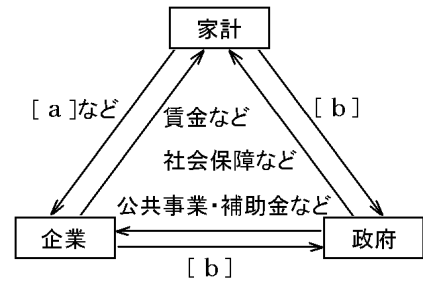 家計
[ a ]など
[ b ]
賃金など
社会保障など
公共事業・補助金など
企業
政府
[ b ]